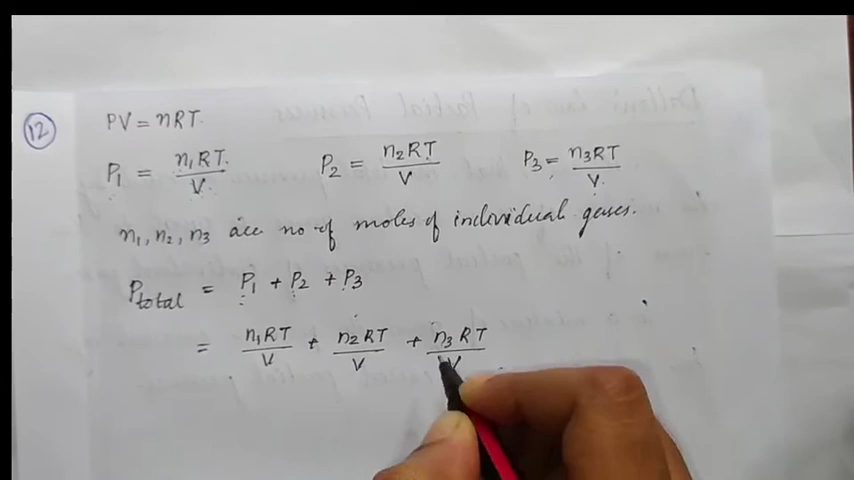 12
PV = nRT.
P₁ = n₁RT/V P₂ = n₂RT/V P₃ = n₃RT/V
n₁, n₂, n₃ are no of moles of individual gases.
Ptotal = P₁ + P₂ + P₃
= n₁RT/V + n₂RT/V + n₃RT/V